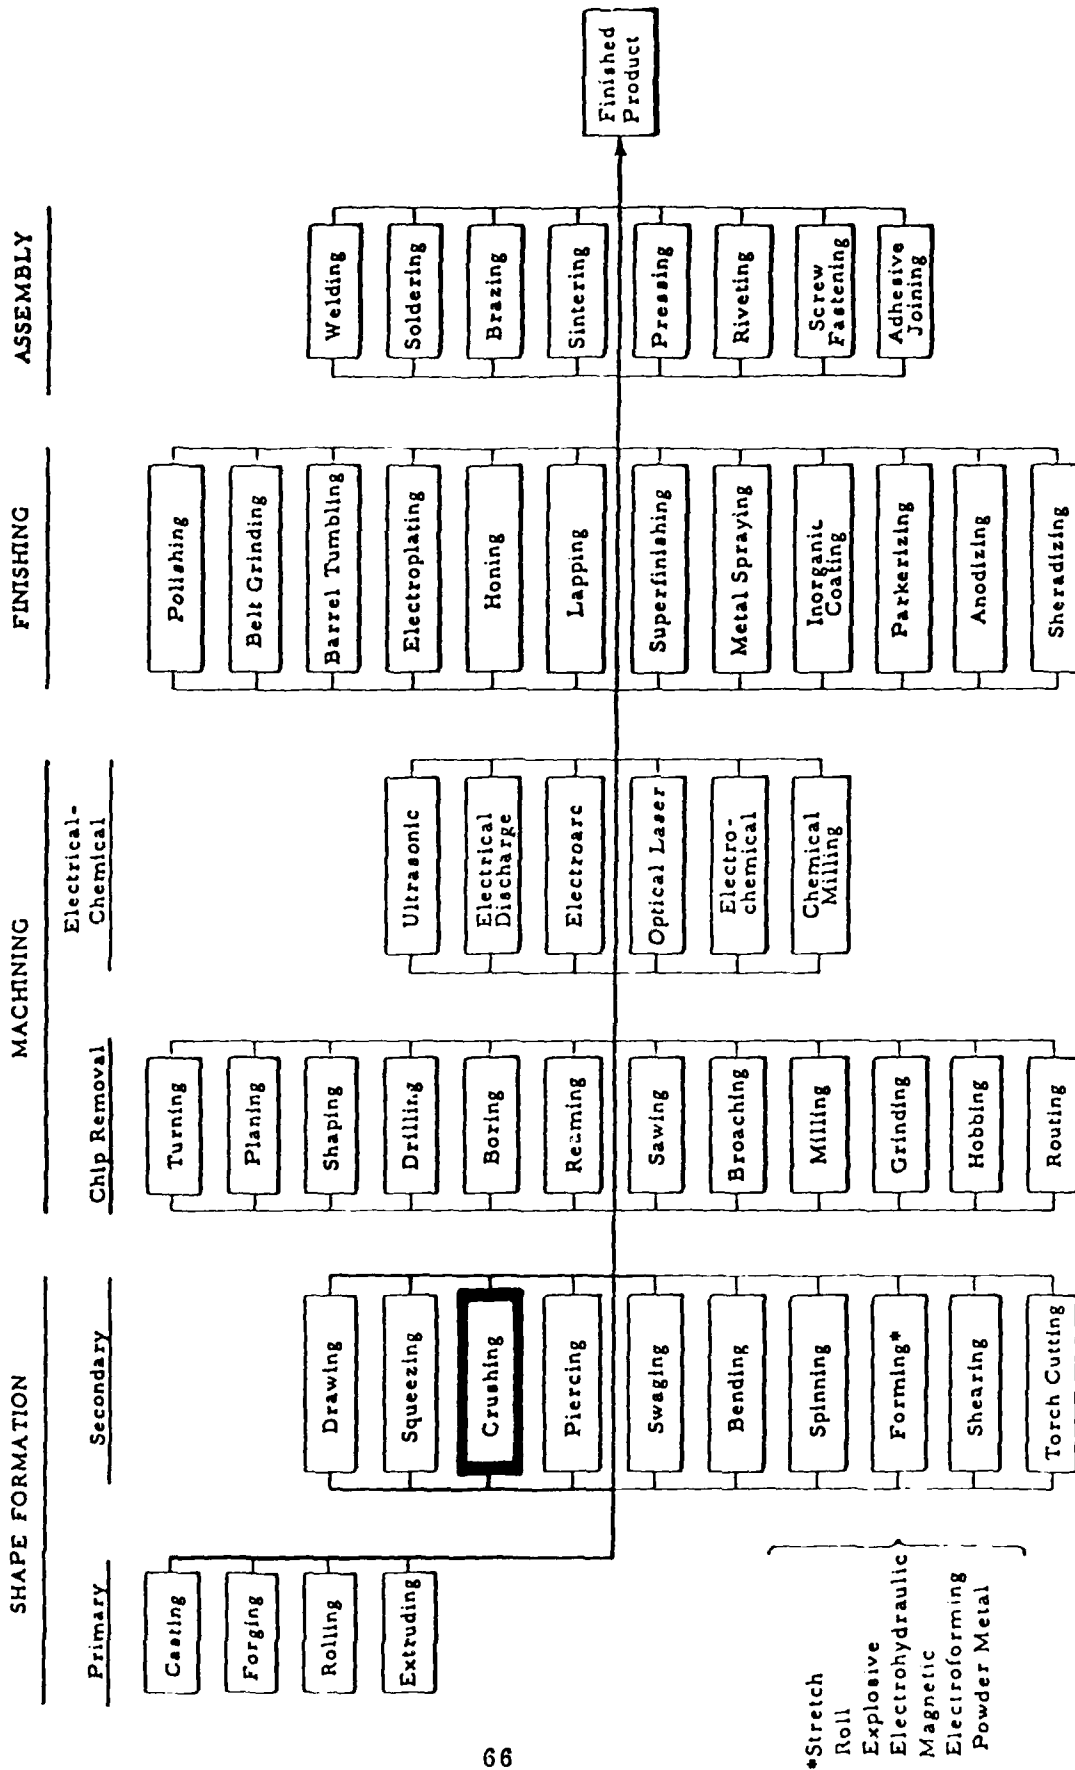 SHAPE FORMATION
Primary
Casting
Forging
Rolling
Extruding
Secondary
Drawing
Squeezing
Crushing
Piercing
Swaging
Bending
Spinning
Forming*
Shearing
Torch Cutting
*Stretch
Roll
Explosive
Electrohydraulic
Magnetic
Electroforming
Powder Metal
MACHINING
Chip Removal
Turning
Planing
Shaping
Drilling
Boring
Reaming
Sawing
Broaching
Milling
Grinding
Hobbing
Routing
Electrical-
Chemical
Ultrasonic
Electrical
Discharge
Electroarc
Optical Laser
Electro-
chemical
Chemical
Milling
FINISHING
Polishing
Belt Grinding
Barrel Tumbling
Electroplating
Honing
Lapping
Superfinishing
Metal Spraying
Inorganic
Coating
Parkerizing
Anodizing
Sheradizing
ASSEMBLY
Welding
Soldering
Brazing
Sintering
Pressing
Riveting
Screw
Fastening
Adhesive
Joining
Finished
Product
66